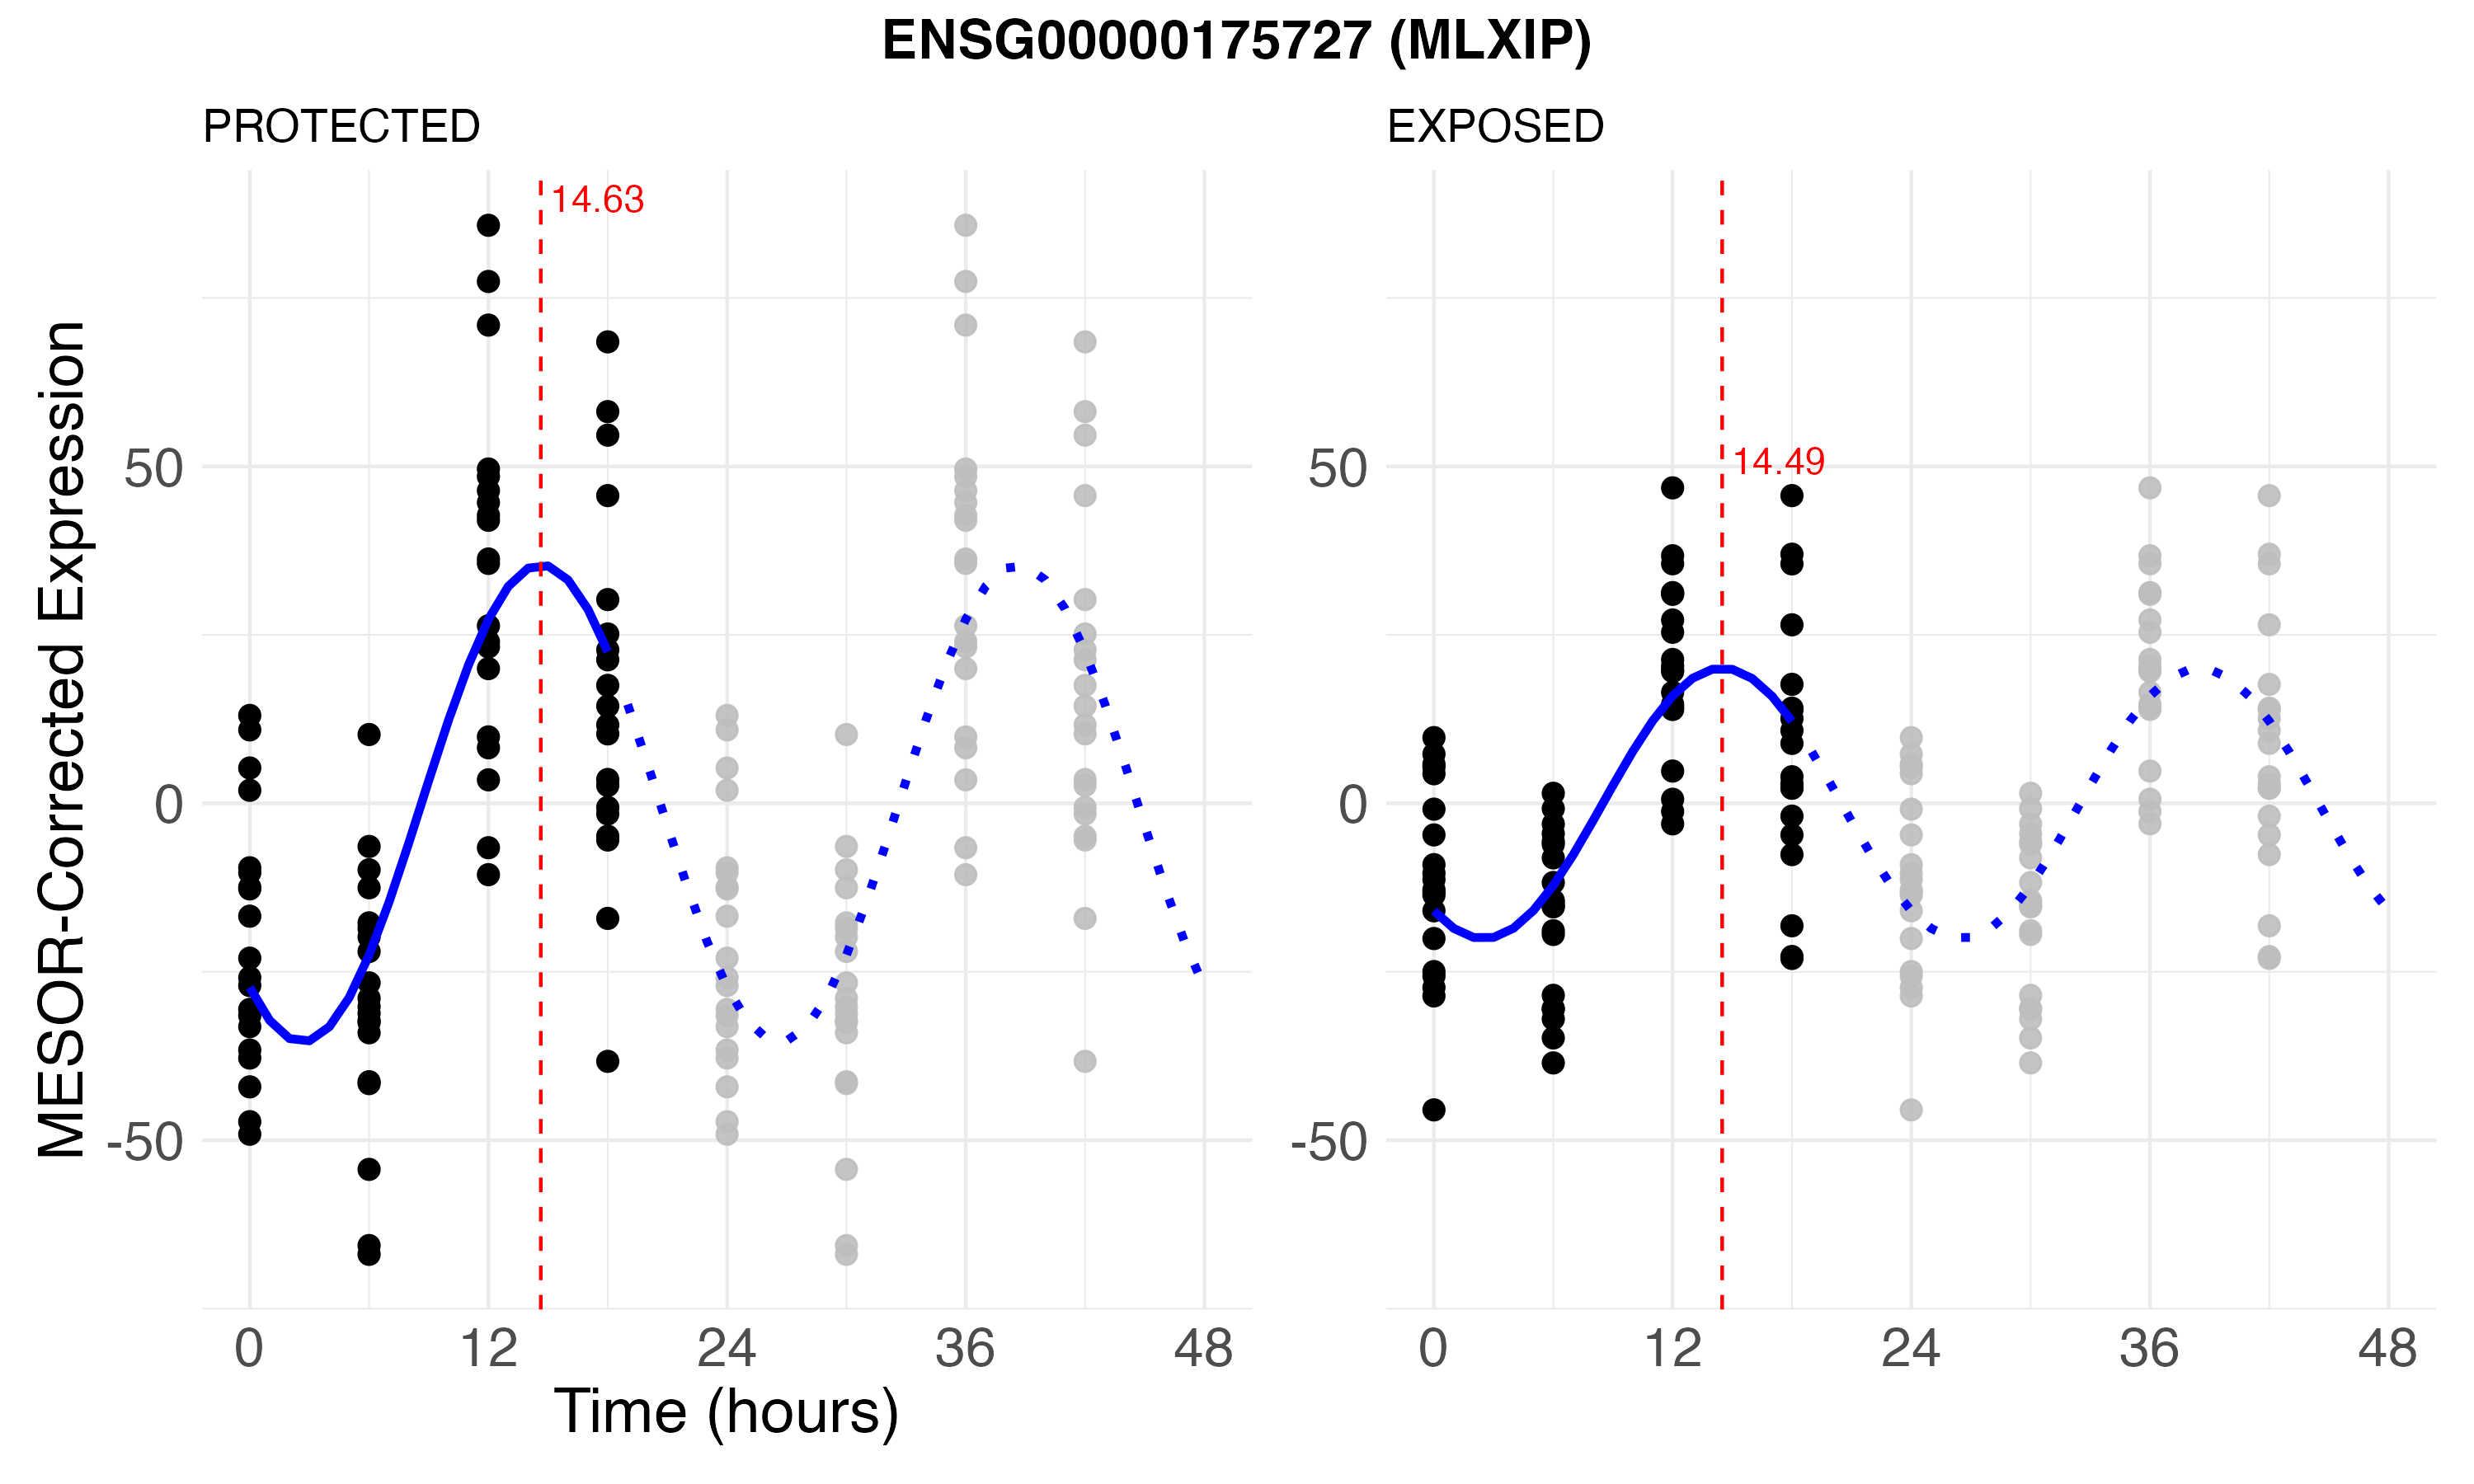 ENSG00000175727 (MLXIP)
PROTECTED
EXPOSED
14.63
14.49
MESOR-Corrected Expression
50
0
-50
50
0
-50
0 12 24 36 48
0 12 24 36 48
Time (hours)